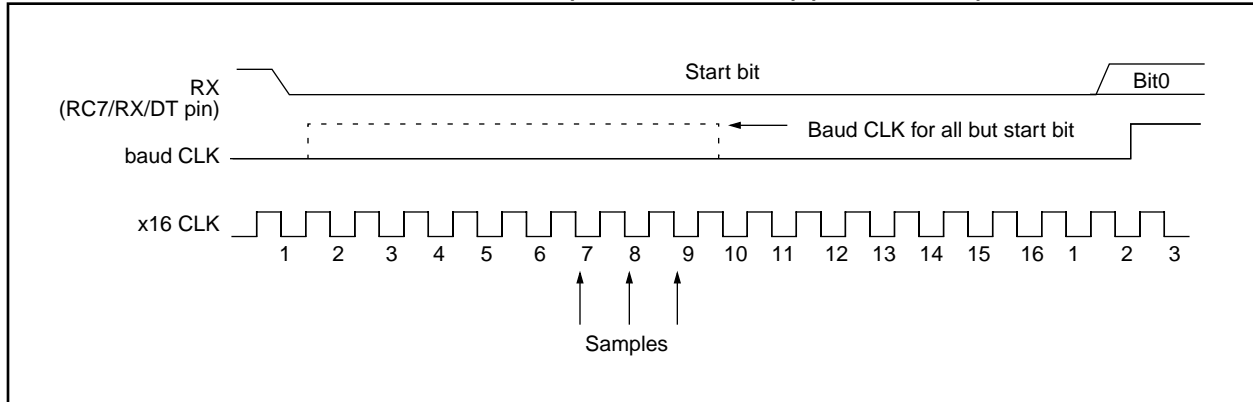 Start bit
RX
(RC7/RX/DT pin)
Bit0
Baud CLK for all but start bit
baud CLK
x16 CLK
1 2 3 4 5 6 7 8 9 10 11 12 13 14 15 16 1 2 3
Samples